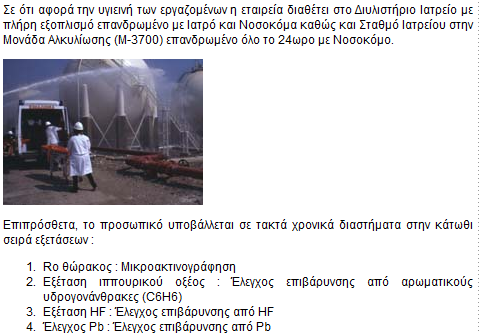 Σε ότι αφορά την υγιεινή των εργαζομένων η εταιρεία διαθέτει στο Διυλιστήριο Ιατρείο με
πλήρη εξοπλισμό επανδρωμένο με Ιατρό και Νοσοκόμα καθώς και Σταθμό Ιατρείου στην
Μονάδα Αλκυλίωσης (Μ-3700) επανδρωμένο όλο το 24ωρο με Νοσοκόμο.
Επιπρόσθετα, το προσωπικό υποβάλλεται σε τακτά χρονικά διαστήματα στην κάτωθι
σειρά εξετάσεων :
1. Ro θώρακος : Μικροακτινογράφηση
2. Εξέταση ιππουρικού οξέος : Έλεγχος επιβάρυνσης από αρωματικούς
υδρογονάνθρακες (C6H6)
3. Εξέταση HF : Έλεγχος επιβάρυνσης από HF
4. Έλεγχος Pb : Έλεγχος επιβάρυνσης από Pb